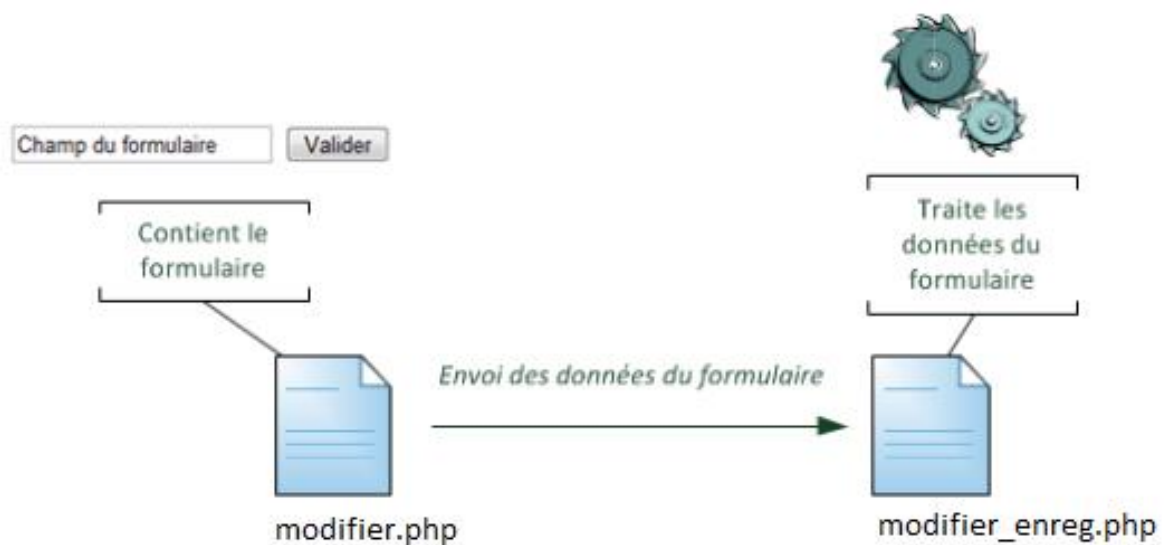 Champ du formulaire
Valider
Contient le
formulaire
Traite les
données du
formulaire
Envoi des données du formulaire
modifier.php
modifier_enreg.php